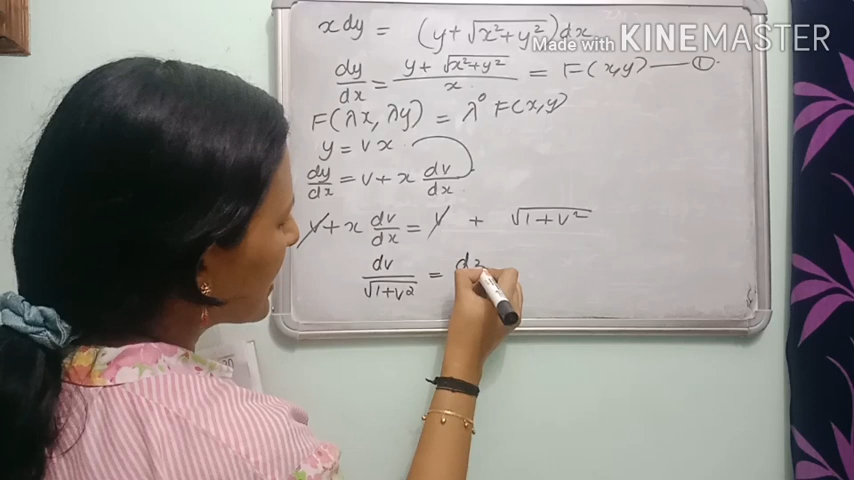 x dy = (y + √(x² + y²)) dx
Made with KINEMASTER
dy/dx = (y + √(x² + y²))/x = F(x,y) — ①
F(λx, λy) = λ⁰ F(x,y)
y = vx
dy/dx = v + x dv/dx
v + x dv/dx = v + √(1 + v²)
dv/√(1 + v²) = d